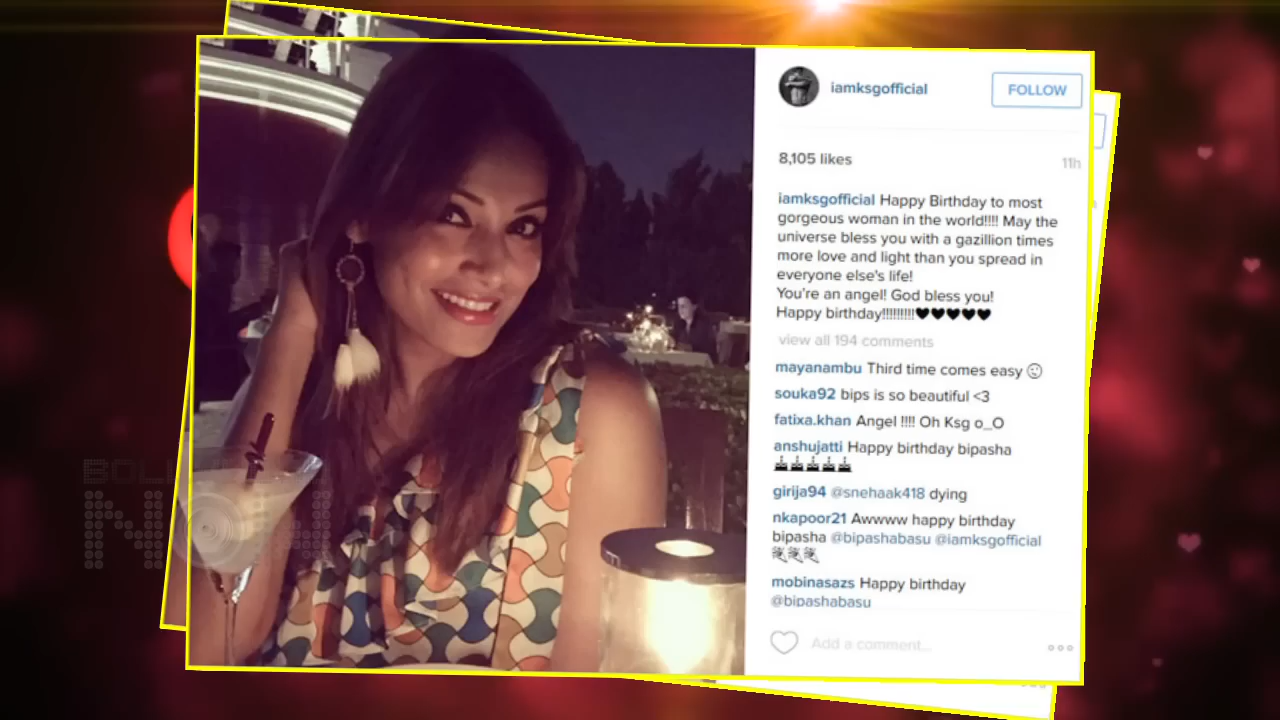 iamksgofficial
FOLLOW
8,105 likes
11h
iamksgofficial Happy Birthday to most
gorgeous woman in the world!!!! May the
universe bless you with a gazillion times
more love and light than you spread in
everyone else's life!
You're an angel! God bless you!
Happy birthday!!!!!!!!!♥♥♥♥♥
view all 194 comments
mayanambu Third time comes easy
souka92 bips is so beautiful <3
fatixa.khan Angel !!!! Oh Ksg o_O
anshujatti Happy birthday bipasha
girija94 @snehaak418 dying
nkapoor21 Awwww happy birthday
bipasha @bipashabasu @iamksgofficial
mobinasazs Happy birthday
@bipashabasu
Add a comment...
NOW